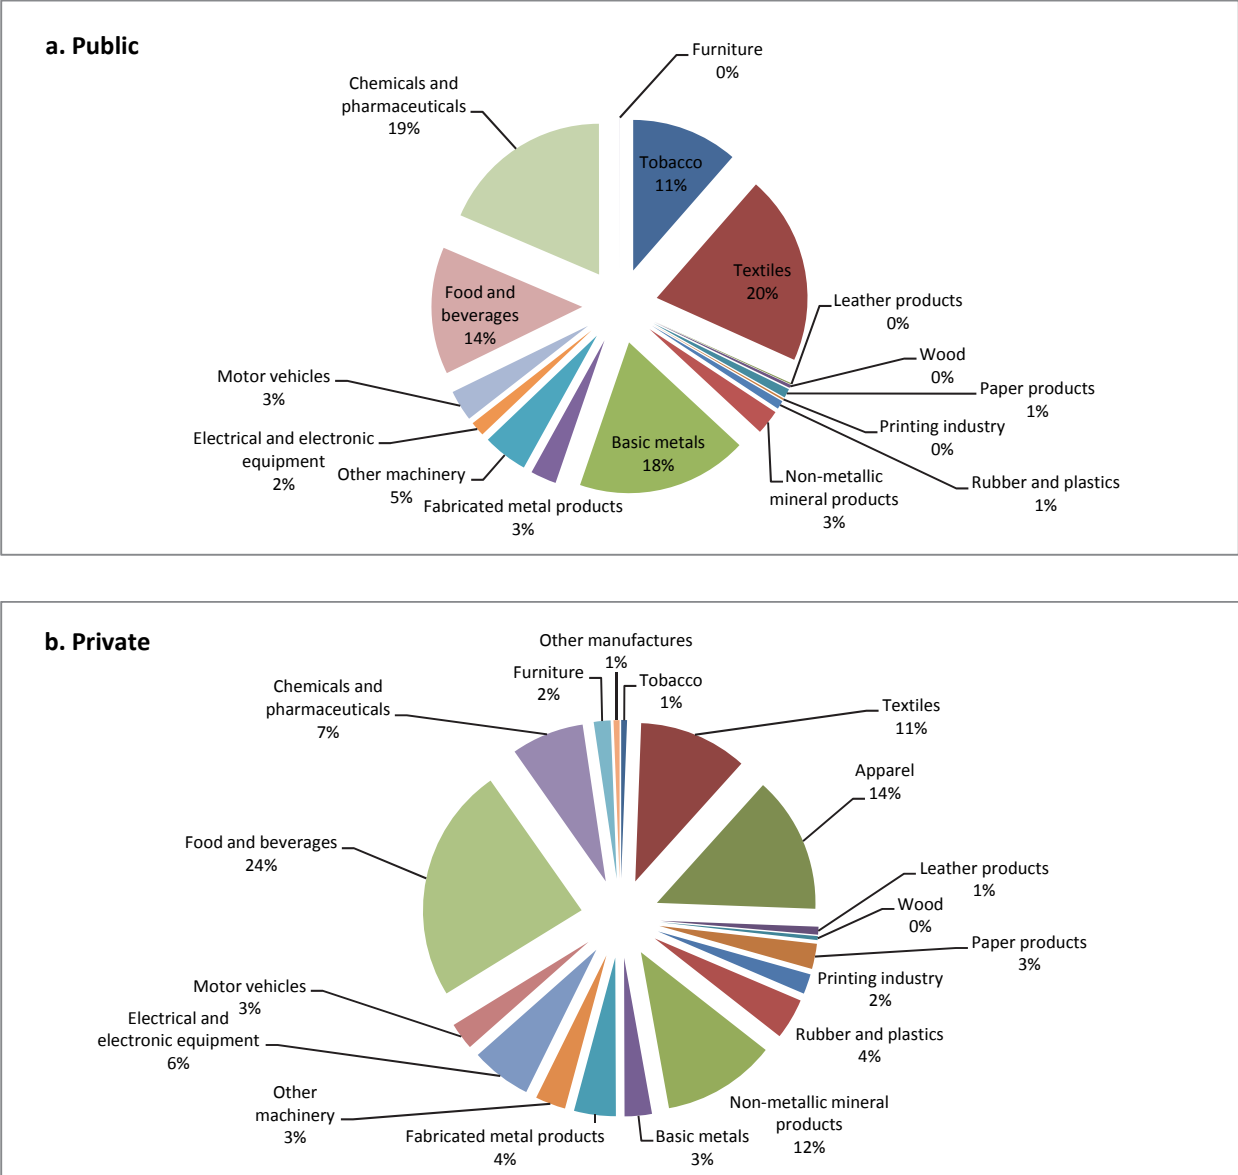 a. Public
Furniture
0%
Chemicals and
pharmaceuticals
19%
Tobacco
11%
Textiles
20%
Leather products
0%
Wood
0%
Paper products
1%
Printing industry
0%
Rubber and plastics
1%
Non-metallic
mineral products
3%
Basic metals
18%
Fabricated metal products
3%
Other machinery
5%
Electrical and electronic
equipment
2%
Motor vehicles
3%
Food and
beverages
14%
b. Private
Other manufactures
1%
Furniture
2%
Tobacco
1%
Chemicals and
pharmaceuticals
7%
Textiles
11%
Apparel
14%
Leather products
1%
Wood
0%
Paper products
3%
Printing industry
2%
Rubber and plastics
4%
Non-metallic mineral
products
12%
Basic metals
3%
Fabricated metal products
4%
Other
machinery
3%
Electrical and
electronic equipment
6%
Motor vehicles
3%
Food and beverages
24%